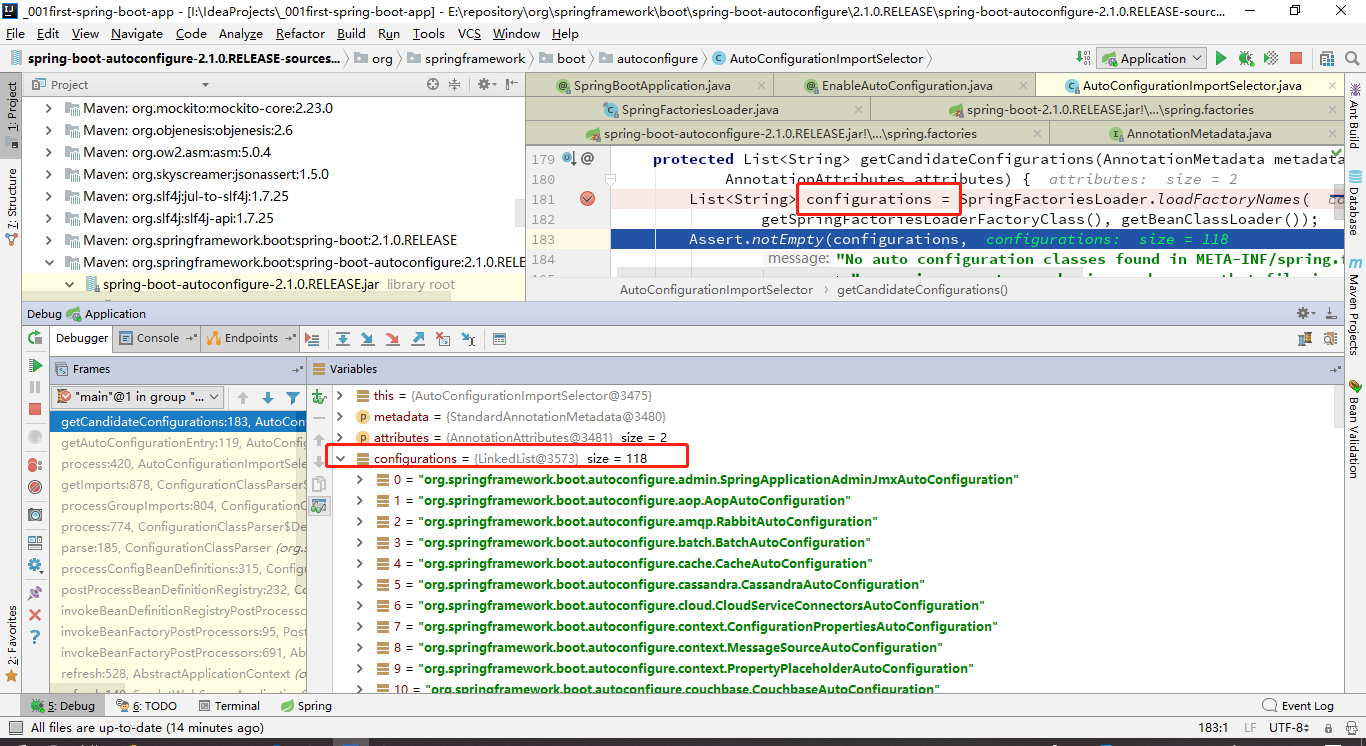 _001first-spring-boot-app - [I:\IdeaProjects\_001first-spring-boot-app] - E:\repository\org\springframework\boot\spring-boot-autoconfigure\2.1.0.RELEASE\spring-boot-autoconfigure-2.1.0.RELEASE-sourc...
File Edit View Navigate Code Analyze Refactor Build Run Tools VCS Window Help
spring-boot-autoconfigure-2.1.0.RELEASE-sources... org springframework boot autoconfigure AutoConfigurationImportSelector Application
1: Project
7: Structure
2: Favorites
Project
Maven: org.mockito:mockito-core:2.23.0
Maven: org.objenesis:objenesis:2.6
Maven: org.ow2.asm:asm:5.0.4
Maven: org.skyscreamer:jsonassert:1.5.0
Maven: org.slf4j:jul-to-slf4j:1.7.25
Maven: org.slf4j:slf4j-api:1.7.25
Maven: org.springframework.boot:spring-boot:2.1.0.RELEASE
Maven: org.springframework.boot:spring-boot-autoconfigure:2.1.0.RELE
spring-boot-autoconfigure-2.1.0.RELEASE.jar library root
SpringBootApplication.java EnableAutoConfiguration.java AutoConfigurationImportSelector.java
SpringFactoriesLoader.java spring-boot-2.1.0.RELEASE.jar!\...\spring.factories
spring-boot-autoconfigure-2.1.0.RELEASE.jar!\...\spring.factories AnnotationMetadata.java
179 protected List<String> getCandidateConfigurations(AnnotationMetadata metadata
180 AnnotationAttributes attributes) { attributes: size = 2
181 List<String> configurations = SpringFactoriesLoader.loadFactoryNames(
182 getSpringFactoriesLoaderFactoryClass(), getBeanClassLoader());
183 Assert.notEmpty(configurations, configurations: size = 118
184 message: "No auto configuration classes found in META-INF/spring.
AutoConfigurationImportSelector getCandidateConfigurations()
Ant Build
Database
Maven Projects
Bean Validation
Debug Application
Debugger Console Endpoints
Frames
"main"@1 in group "...
getCandidateConfigurations:183, AutoCon
getAutoConfigurationEntry:119, AutoConfig
process:420, AutoConfigurationImportSele
getImports:878, ConfigurationClassParser$
processGroupImports:804, Configuration
process:774, ConfigurationClassParser$De
parse:185, ConfigurationClassParser (org.s
processConfigBeanDefinitions:315, Config
postProcessBeanDefinitionRegistry:232, Co
invokeBeanDefinitionRegistryPostProcesso
invokeBeanFactoryPostProcessors:95, Post
invokeBeanFactoryPostProcessors:691, Ab
refresh:528, AbstractApplicationContext (o
Variables
this = {AutoConfigurationImportSelector@3475}
metadata = {StandardAnnotationMetadata@3480}
attributes = {AnnotationAttributes@3481} size = 2
configurations = {LinkedList@3573} size = 118
0 = "org.springframework.boot.autoconfigure.admin.SpringApplicationAdminJmxAutoConfiguration"
1 = "org.springframework.boot.autoconfigure.aop.AopAutoConfiguration"
2 = "org.springframework.boot.autoconfigure.amqp.RabbitAutoConfiguration"
3 = "org.springframework.boot.autoconfigure.batch.BatchAutoConfiguration"
4 = "org.springframework.boot.autoconfigure.cache.CacheAutoConfiguration"
5 = "org.springframework.boot.autoconfigure.cassandra.CassandraAutoConfiguration"
6 = "org.springframework.boot.autoconfigure.cloud.CloudServiceConnectorsAutoConfiguration"
7 = "org.springframework.boot.autoconfigure.context.ConfigurationPropertiesAutoConfiguration"
8 = "org.springframework.boot.autoconfigure.context.MessageSourceAutoConfiguration"
9 = "org.springframework.boot.autoconfigure.context.PropertyPlaceholderAutoConfiguration"
10 = "org.springframework.boot.autoconfigure.couchbase.CouchbaseAutoConfiguration"
5: Debug 6: TODO Terminal Spring Event Log
All files are up-to-date (14 minutes ago) 183:1 LF UTF-8